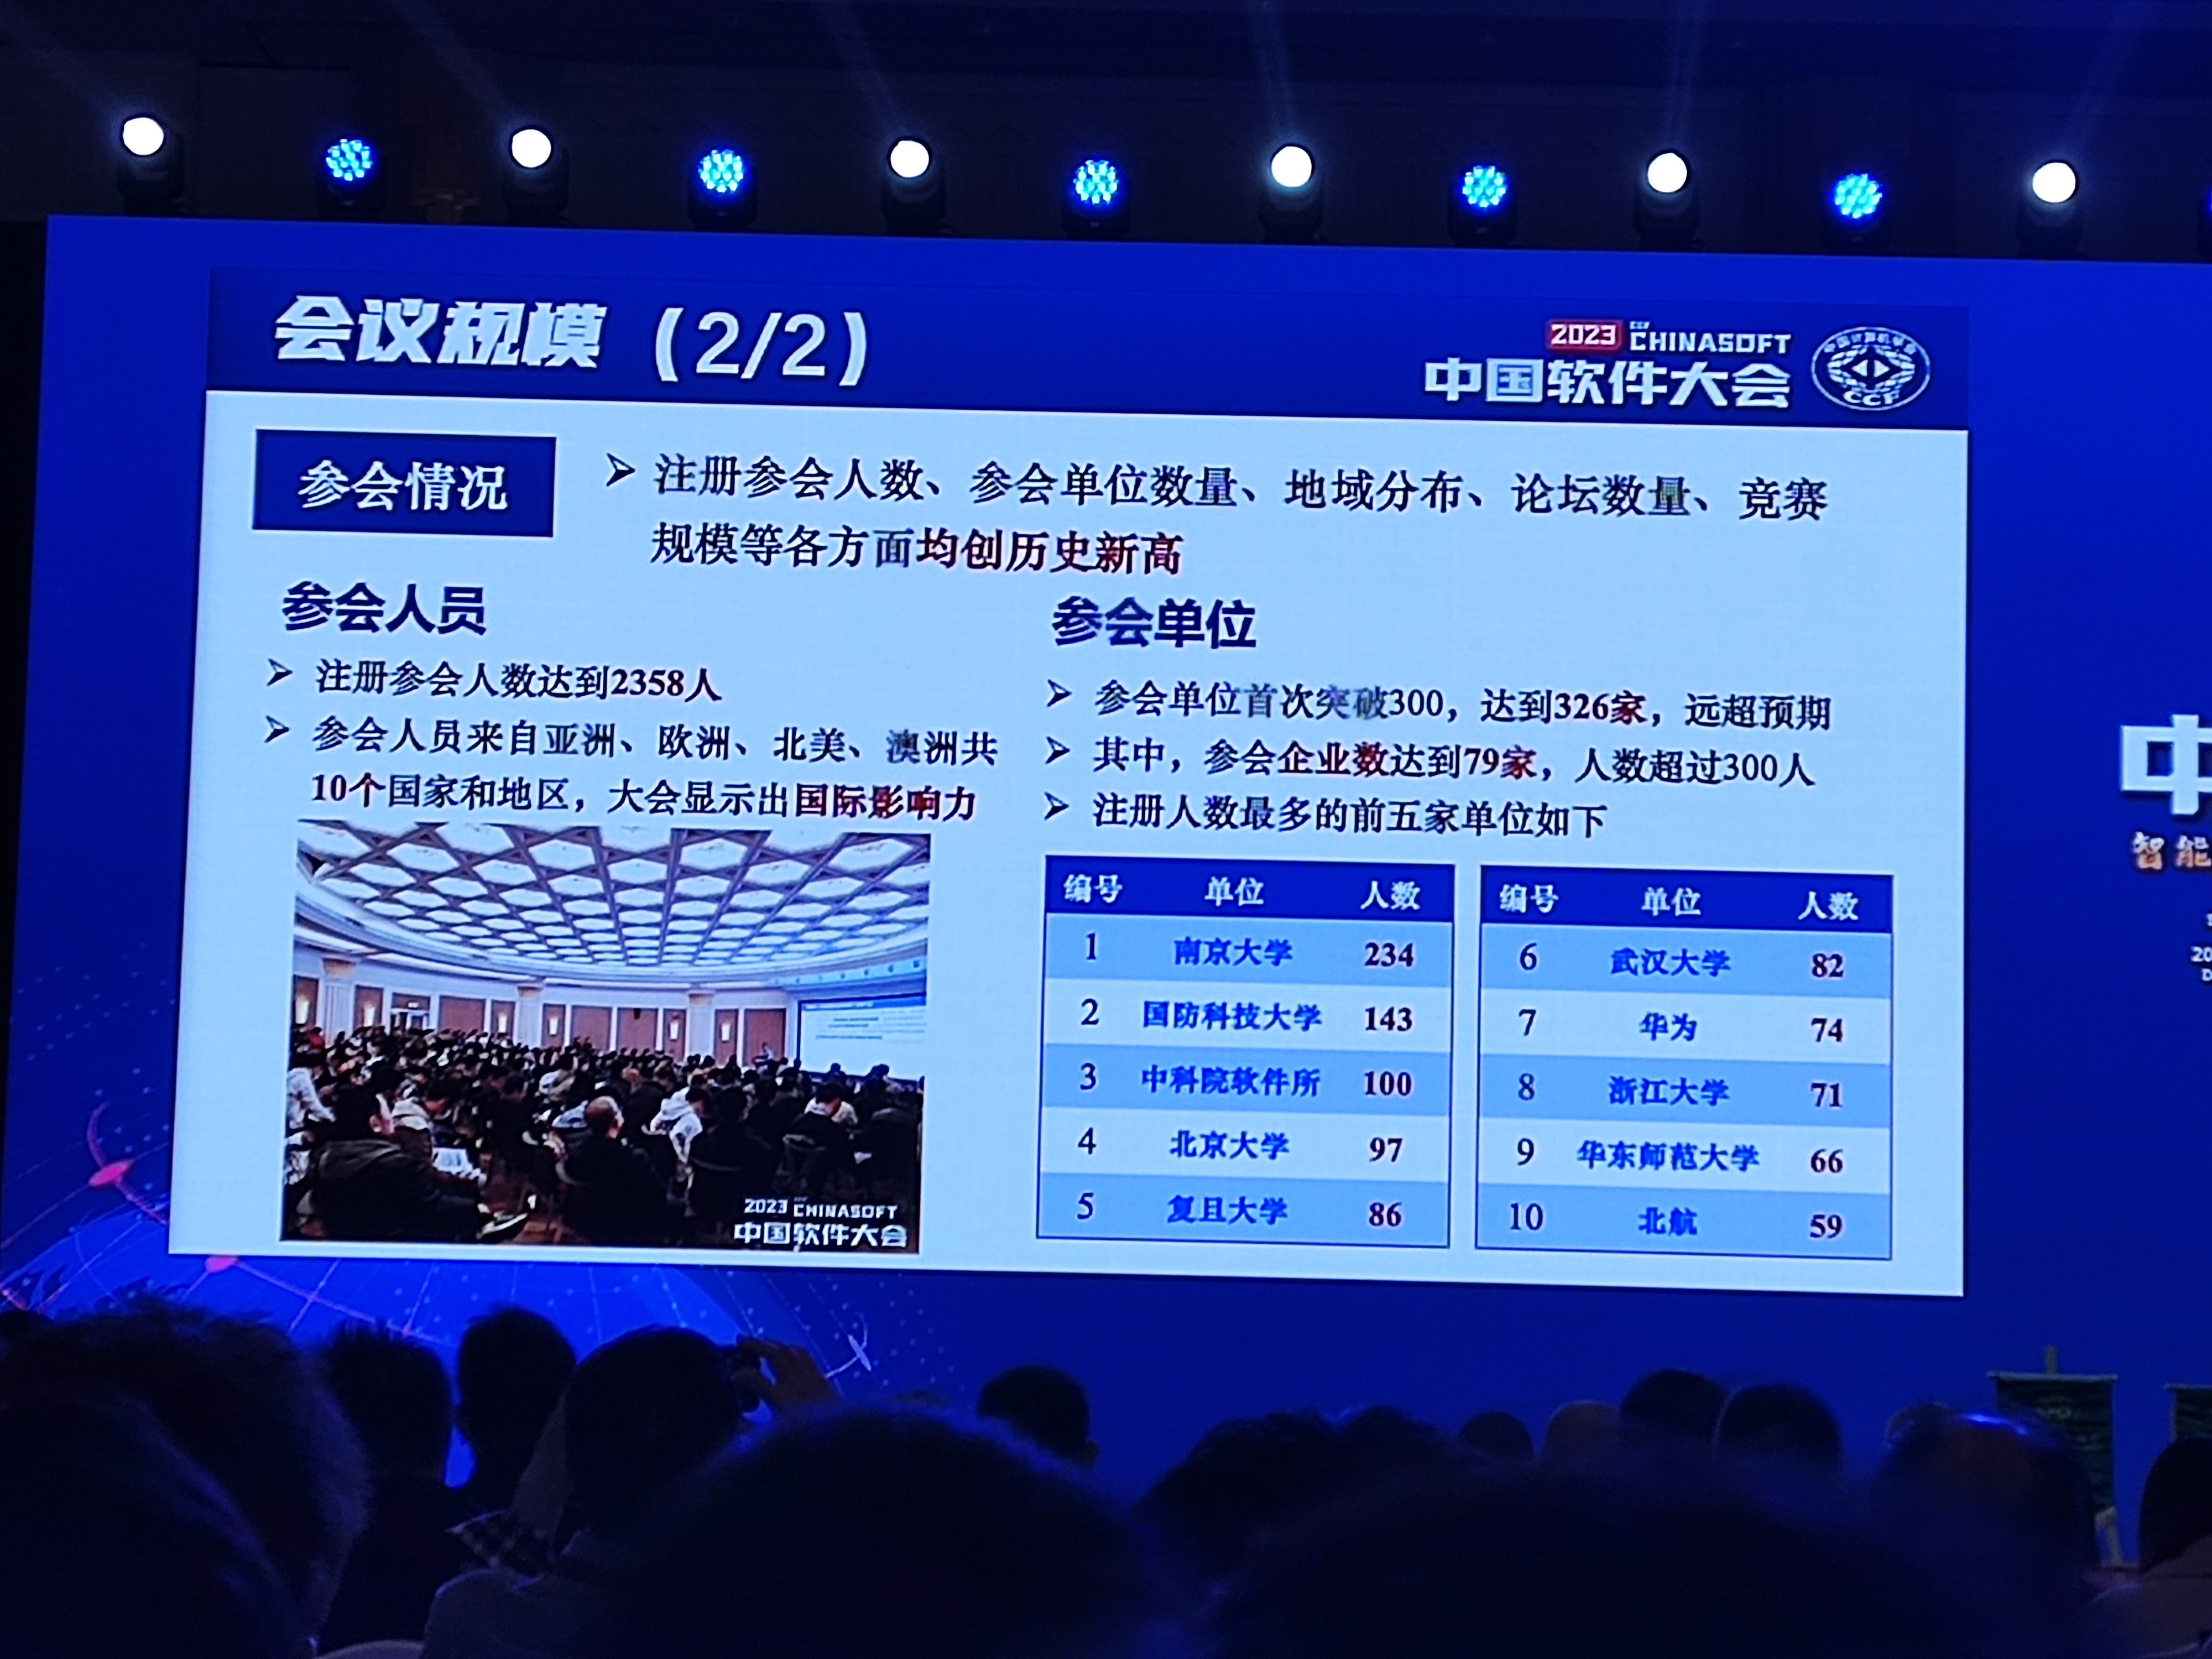 会议规模（2/2）
2023 CCF CHINASOFT
中国软件大会
中国计算机学会
CCF
参会情况
➢ 注册参会人数、参会单位数量、地域分布、论坛数量、竞赛
规模等各方面均创历史新高
参会人员
➢ 注册参会人数达到2358人
➢ 参会人员来自亚洲、欧洲、北美、澳洲共
10个国家和地区，大会显示出国际影响力
2023 CHINASOFT
中国软件大会
参会单位
➢ 参会单位首次突破300，达到326家，远超预期
➢ 其中，参会企业数达到79家，人数超过300人
➢ 注册人数最多的前五家单位如下
编号 单位 人数
1 南京大学 234
2 国防科技大学 143
3 中科院软件所 100
4 北京大学 97
5 复旦大学 86
编号 单位 人数
6 武汉大学 82
7 华为 74
8 浙江大学 71
9 华东师范大学 66
10 北航 59
中
智能
20